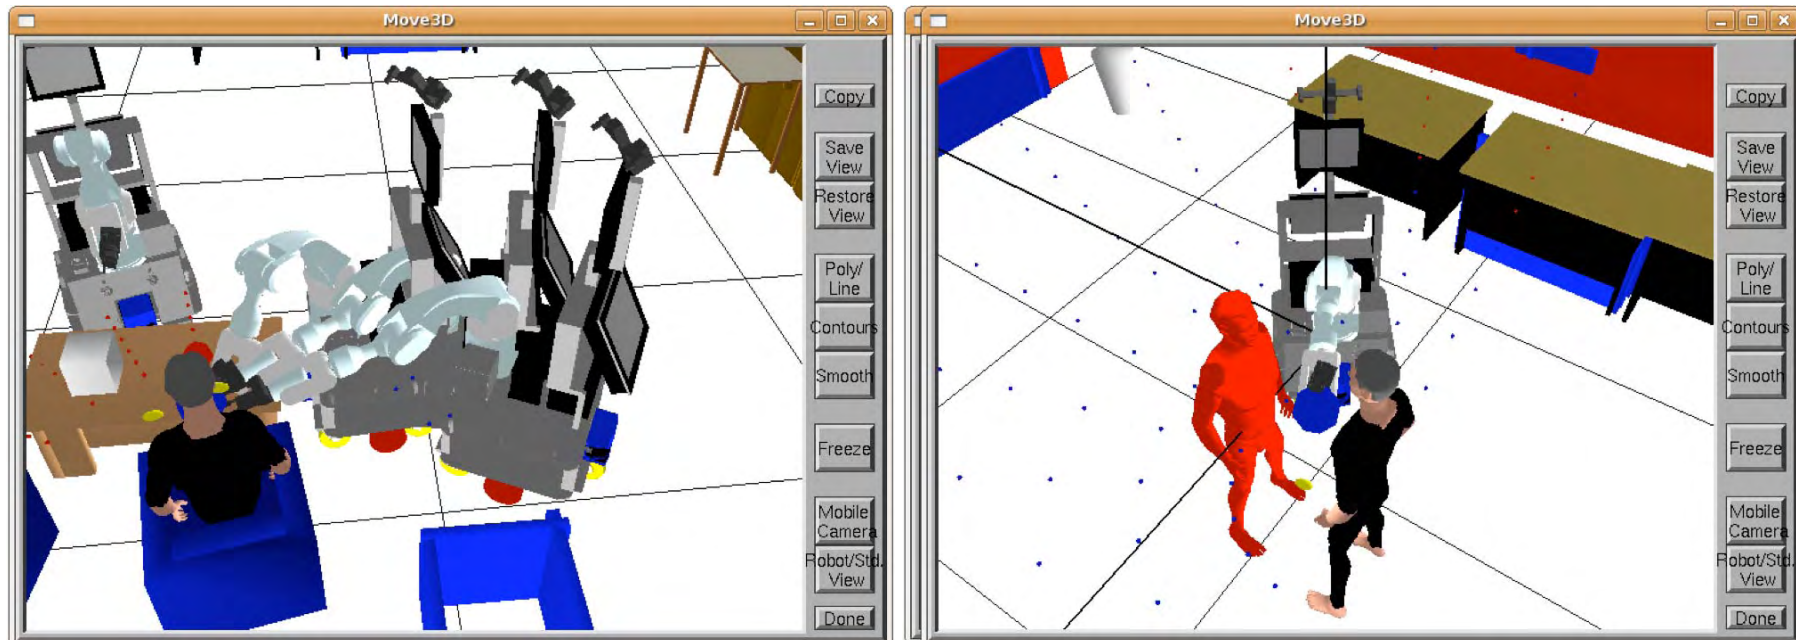 Move3D
Copy
Save
View
Restore
View
Poly/
Line
Contours
Smooth
Freeze
Mobile
Camera
Robot/Std.
View
Done
Move3D
Copy
Save
View
Restore
View
Poly/
Line
Contours
Smooth
Freeze
Mobile
Camera
Robot/Std.
View
Done